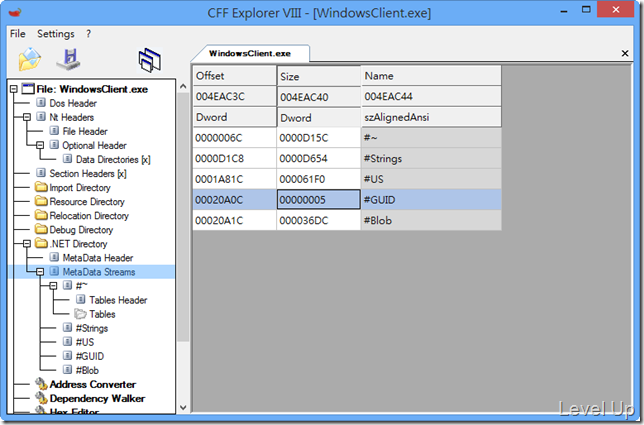 CFF Explorer VIII - [WindowsClient.exe]
File Settings ?
WindowsClient.exe
File: WindowsClient.exe
Dos Header
Nt Headers
File Header
Optional Header
Data Directories [x]
Section Headers [x]
Import Directory
Resource Directory
Relocation Directory
Debug Directory
.NET Directory
MetaData Header
MetaData Streams
#~
Tables Header
Tables
#Strings
#US
#GUID
#Blob
Address Converter
Dependency Walker
Hex Editor
Offset Size Name
004EAC3C 004EAC40 004EAC44
Dword Dword szAlignedAnsi
0000006C 0000D15C #~
0000D1C8 0000D654 #Strings
0001A81C 000061F0 #US
00020A0C 00000005 #GUID
00020A1C 000036DC #Blob
Level Up